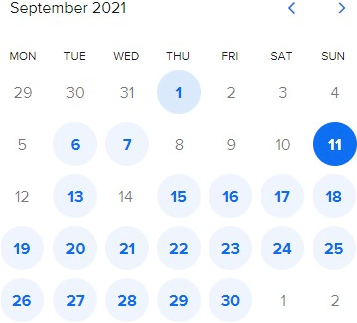 September 2021
MON TUE WED THU FRI SAT SUN
29 30 31 1 2 3 4
5 6 7 8 9 10 11
12 13 14 15 16 17 18
19 20 21 22 23 24 25
26 27 28 29 30 1 2